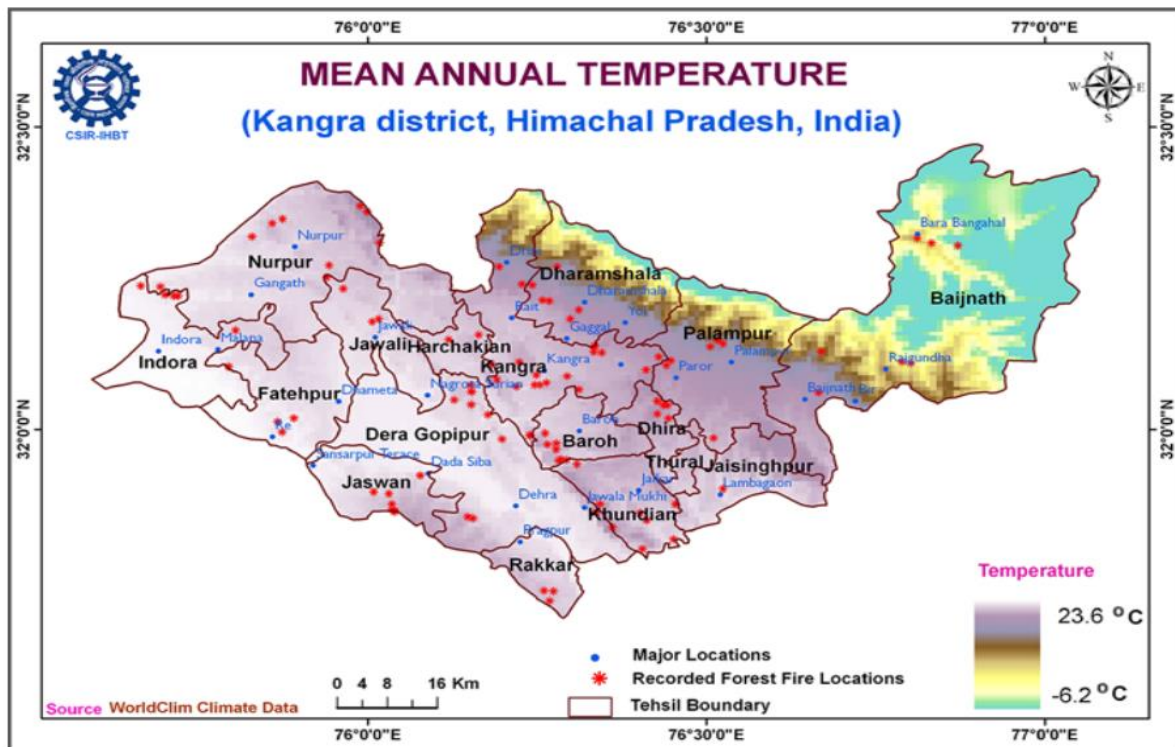 76°0'0"E 76°30'0"E 77°0'0"E
MEAN ANNUAL TEMPERATURE
(Kangra district, Himachal Pradesh, India)
CSIR-IHBT
N
W E
S
32°30'0"N 32°30'0"N
Bara Bangahal
Nurpur
Nurpur
Dharamshala
Gangath
Baijnath
Dharamshala
Palampur
Indora
Malana
Jawali
Jawali
Harchakian
Gaggal
Indora
Kangra
Kangra
Palampur
Rajgundha
Paror
Fatehpur
Dhameta
Baijnath
32°0'0"N 32°0'0"N
Dera Gopipur
Baroh
Dhira
Dada Siba
Thural
Jaisinghpur
Jaswan
Dehra
Jawala Mukhi
Lambagaon
Khundian
Pragpur
Rakkar
Temperature
23.6 °C
-6.2 °C
Major Locations
Recorded Forest Fire Locations
Tehsil Boundary
0 4 8 16 Km
Source WorldClim Climate Data
76°0'0"E 76°30'0"E 77°0'0"E